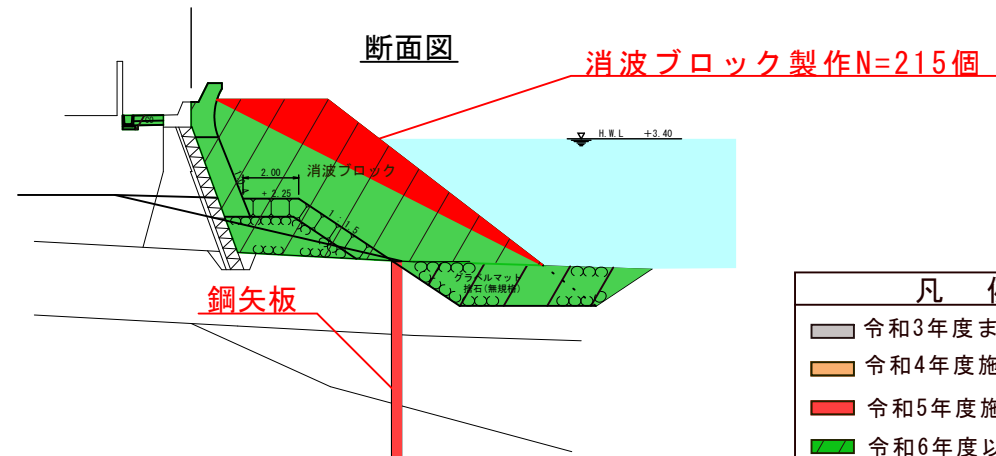 断面図
消波ブロック製作N=215個
H.W.L +3.40
消波ブロック
2.00
+2.25
1:1.5
グラベルマット
捨石(無規格)
鋼矢板
凡 
令和3年度ま
令和4年度施
令和5年度施
令和6年度以